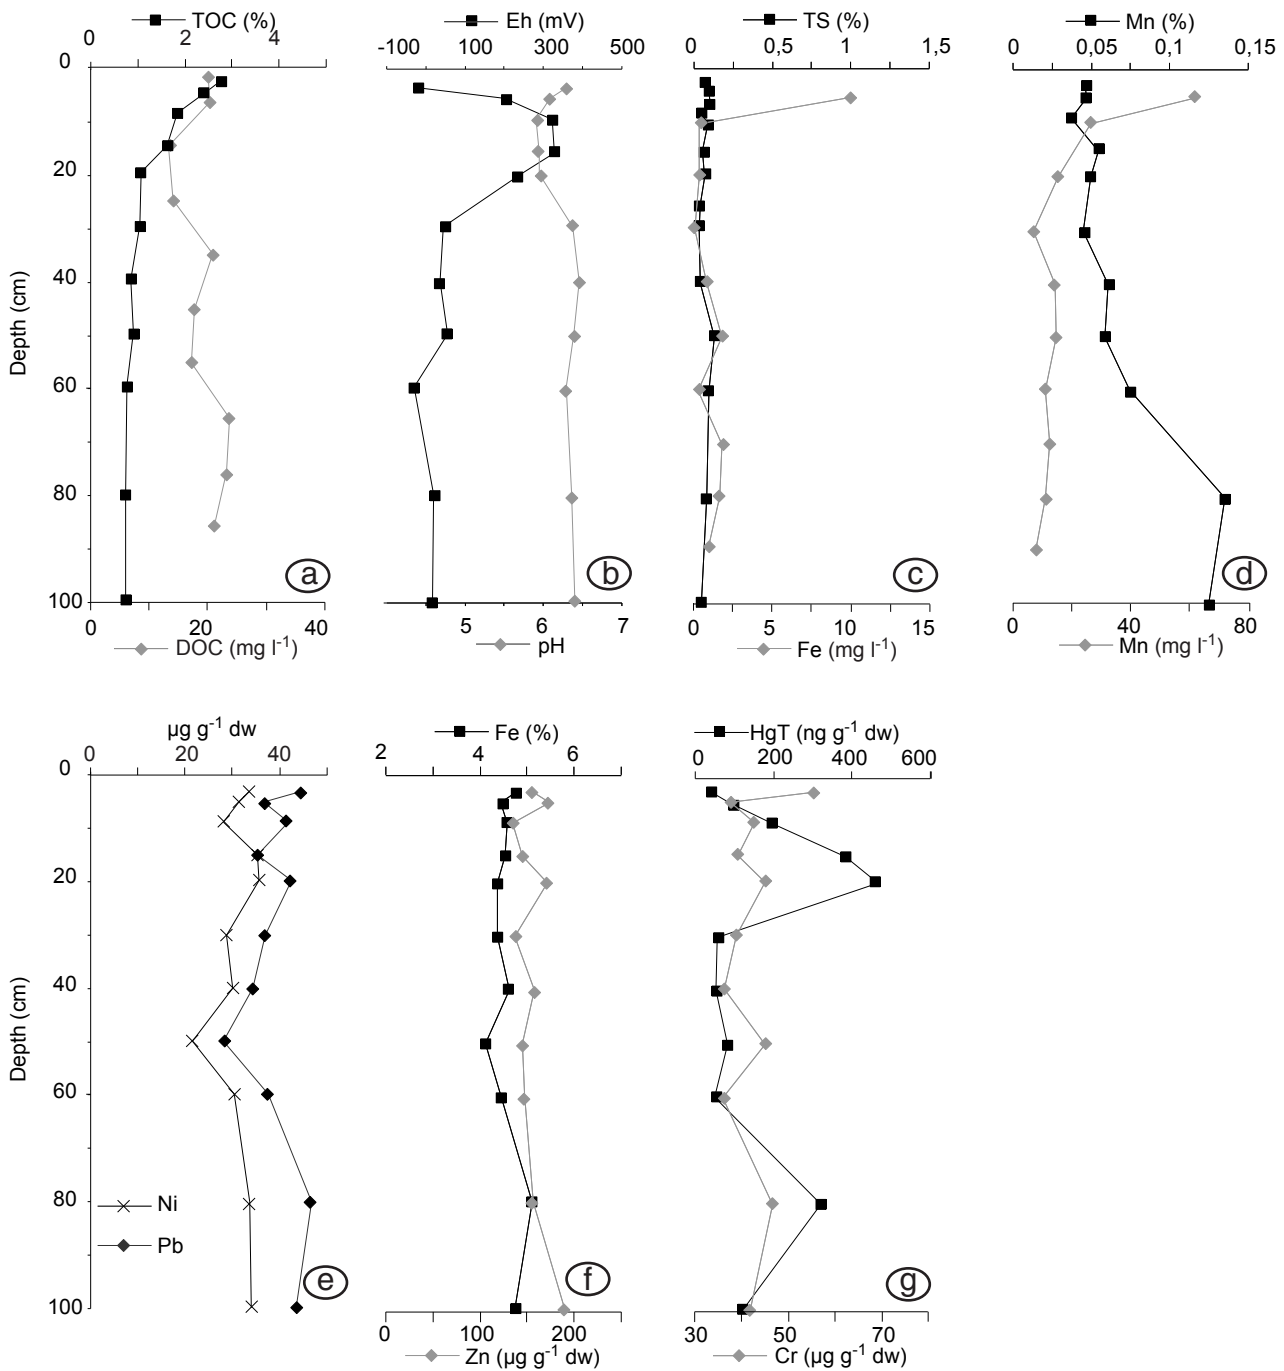 TOC (%) Eh (mV) TS (%) Mn (%)
0 2 4 -100 100 300 500 0 0,5 1 1,5 0 0,05 0,1 0,15
0
20
40
Depth (cm)
60
80
100
a b c d
0 20 40 5 6 7 0 5 10 15 0 40 80
DOC (mg l⁻¹) pH Fe (mg l⁻¹) Mn (mg l⁻¹)
µg g⁻¹ dw Fe (%) HgT (ng g⁻¹ dw)
0 20 40 2 4 6 0 200 400 600
0
20
40
Depth (cm)
60
80
Ni
Pb
e f g
100
0 100 200 30 50 70
Zn (µg g⁻¹ dw) Cr (µg g⁻¹ dw)